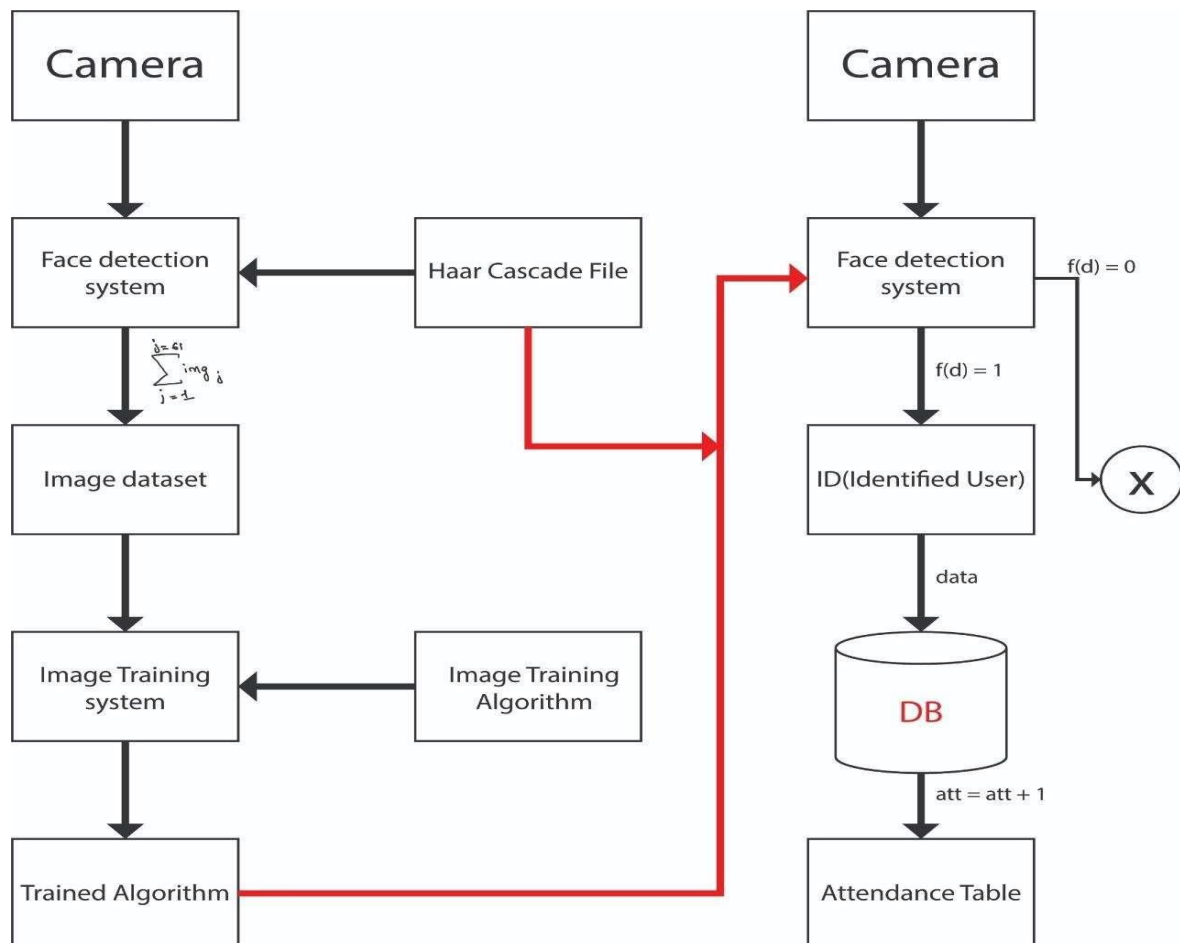 Camera
Face detection
system
j=61
∑ img j
j=1
Image dataset
Image Training
system
Trained Algorithm
Haar Cascade File
Image Training
Algorithm
Camera
Face detection
system
f(d) = 0
f(d) = 1
ID(Identified User)
X
data
DB
att = att + 1
Attendance Table